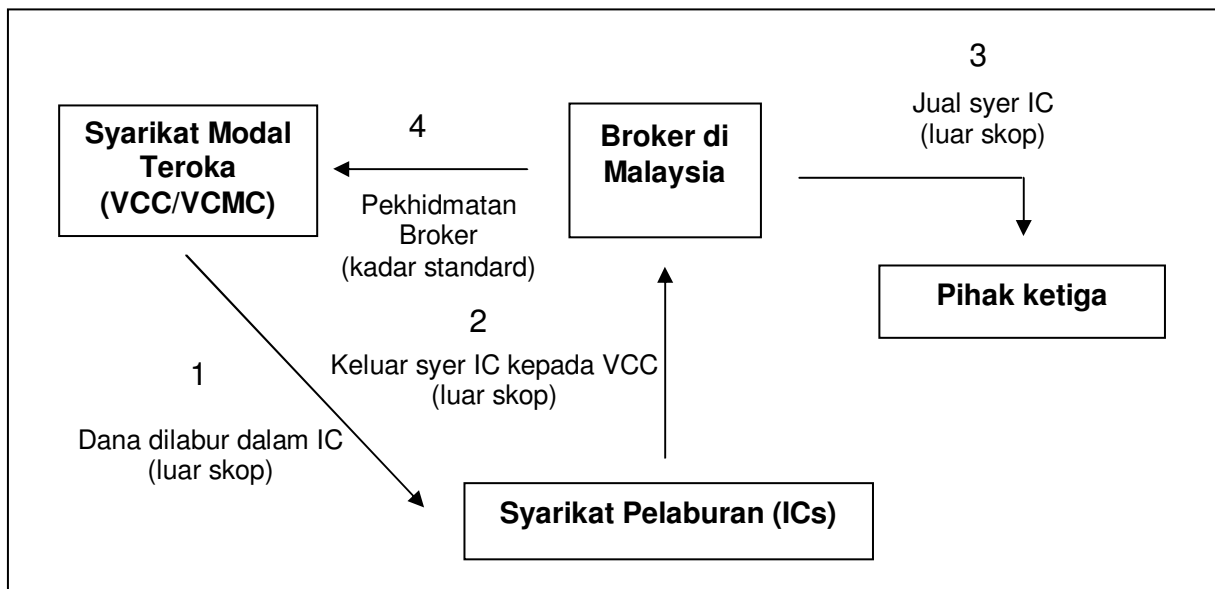 3
Jual syer IC
(luar skop)
Syarikat Modal
Teroka
(VCC/VCMC)
4
Pekhidmatan
Broker
(kadar standard)
Broker di
Malaysia
Pihak ketiga
2
Keluar syer IC kepada VCC
(luar skop)
1
Dana dilabur dalam IC
(luar skop)
Syarikat Pelaburan (ICs)